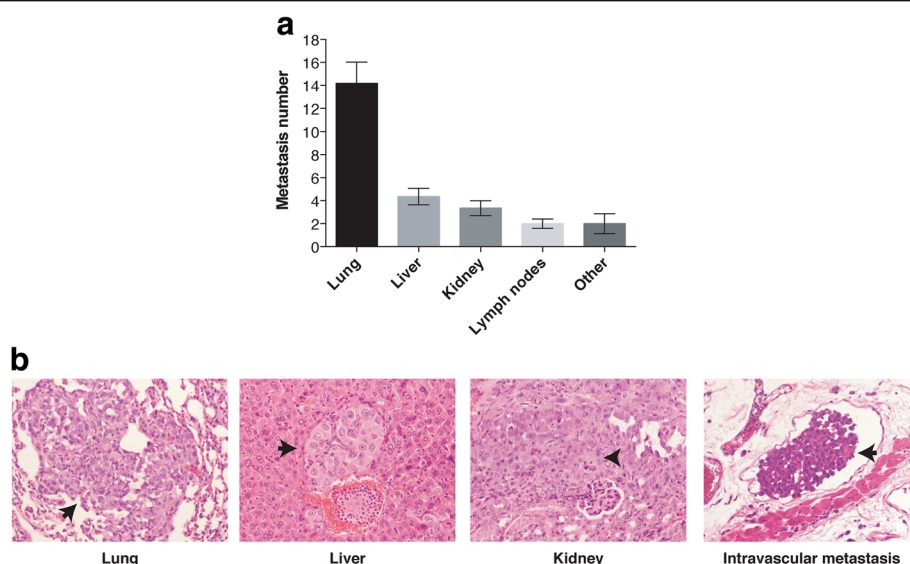 a
18
16
14
12
10
8
6
4
2
0
Metastasis number
Lung
Liver
Kidney
Lymph nodes
Other
b
Lung
Liver
Kidney
Intravascular metastasis